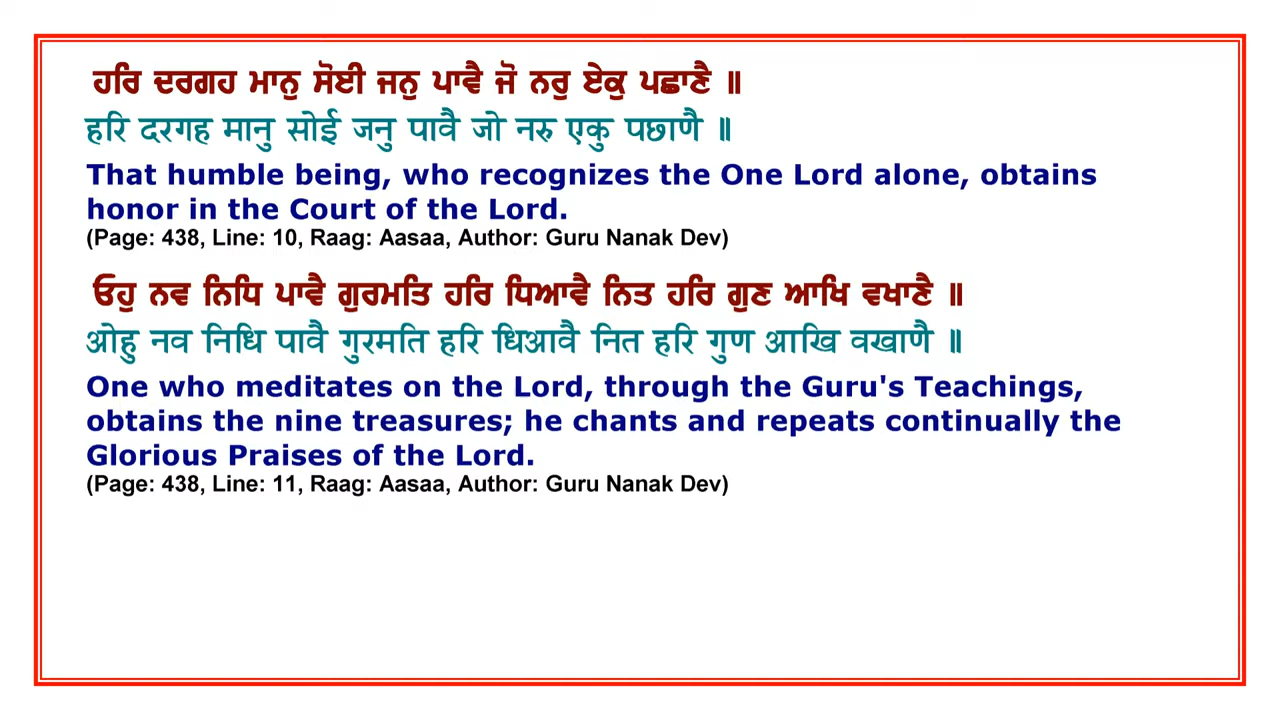 ਹਰਿ ਦਰਗਹ ਮਾਨੁ ਸੋਈ ਜਨੁ ਪਾਵੈ ਜੋ ਨਰੁ ਏਕੁ ਪਛਾਣੈ ॥
हरि दरगह मानु सोई जनु पावै जो नरु एकु पछाणै ॥
That humble being, who recognizes the One Lord alone, obtains
honor in the Court of the Lord.
(Page: 438, Line: 10, Raag: Aasaa, Author: Guru Nanak Dev)
ਓਹੁ ਨਵ ਨਿਧਿ ਪਾਵੈ ਗੁਰਮਤਿ ਹਰਿ ਧਿਆਵੈ ਨਿਤ ਹਰਿ ਗੁਣ ਆਖਿ ਵਖਾਣੈ ॥
ओहु नव निधि पावै गुरमति हरि धिआवै नित हरि गुण आखि वखाणै ॥
One who meditates on the Lord, through the Guru's Teachings,
obtains the nine treasures; he chants and repeats continually the
Glorious Praises of the Lord.
(Page: 438, Line: 11, Raag: Aasaa, Author: Guru Nanak Dev)